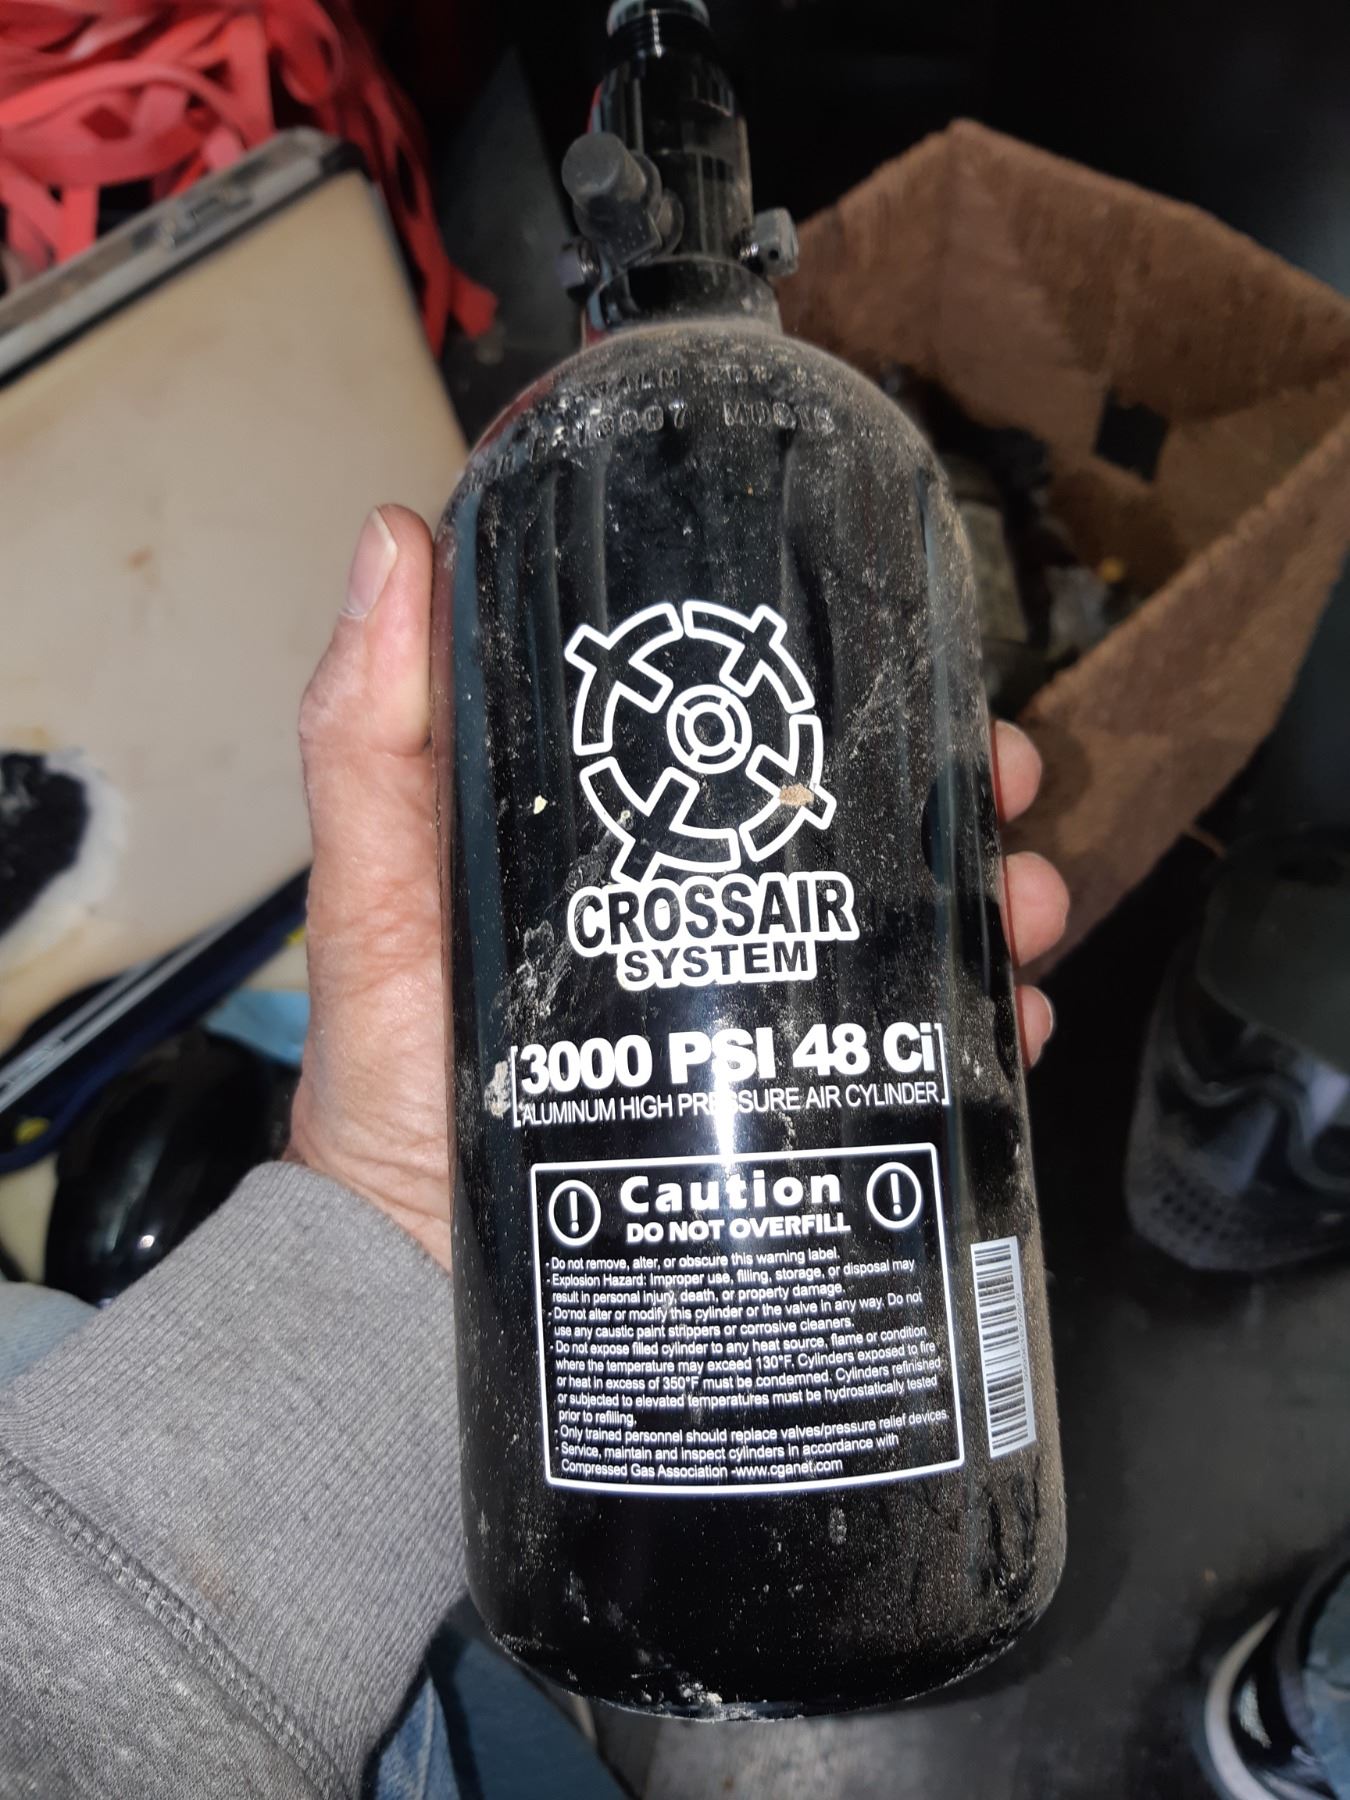 CROSSAIR
SYSTEM
[3000 PSI 48 Ci]
ALUMINUM HIGH PRESSURE AIR CYLINDER
Caution
DO NOT OVERFILL
· Do not remove, alter, or obscure this warning label.
· Explosion Hazard: Improper use, filling, storage, or disposal may
result in personal injury, death, or property damage.
· Do not alter or modify this cylinder or the valve in any way. Do not
use any caustic paint strippers or corrosive cleaners.
· Do not expose filled cylinder to any heat source, flame or condition
where the temperature may exceed 130°F. Cylinders exposed to fire
or heat in excess of 350°F must be condemned. Cylinders refinished
or subjected to elevated temperatures must be hydrostatically tested
prior to refilling.
· Only trained personnel should replace valves/pressure relief devices.
· Service, maintain and inspect cylinders in accordance with
Compressed Gas Association -www.cganet.com